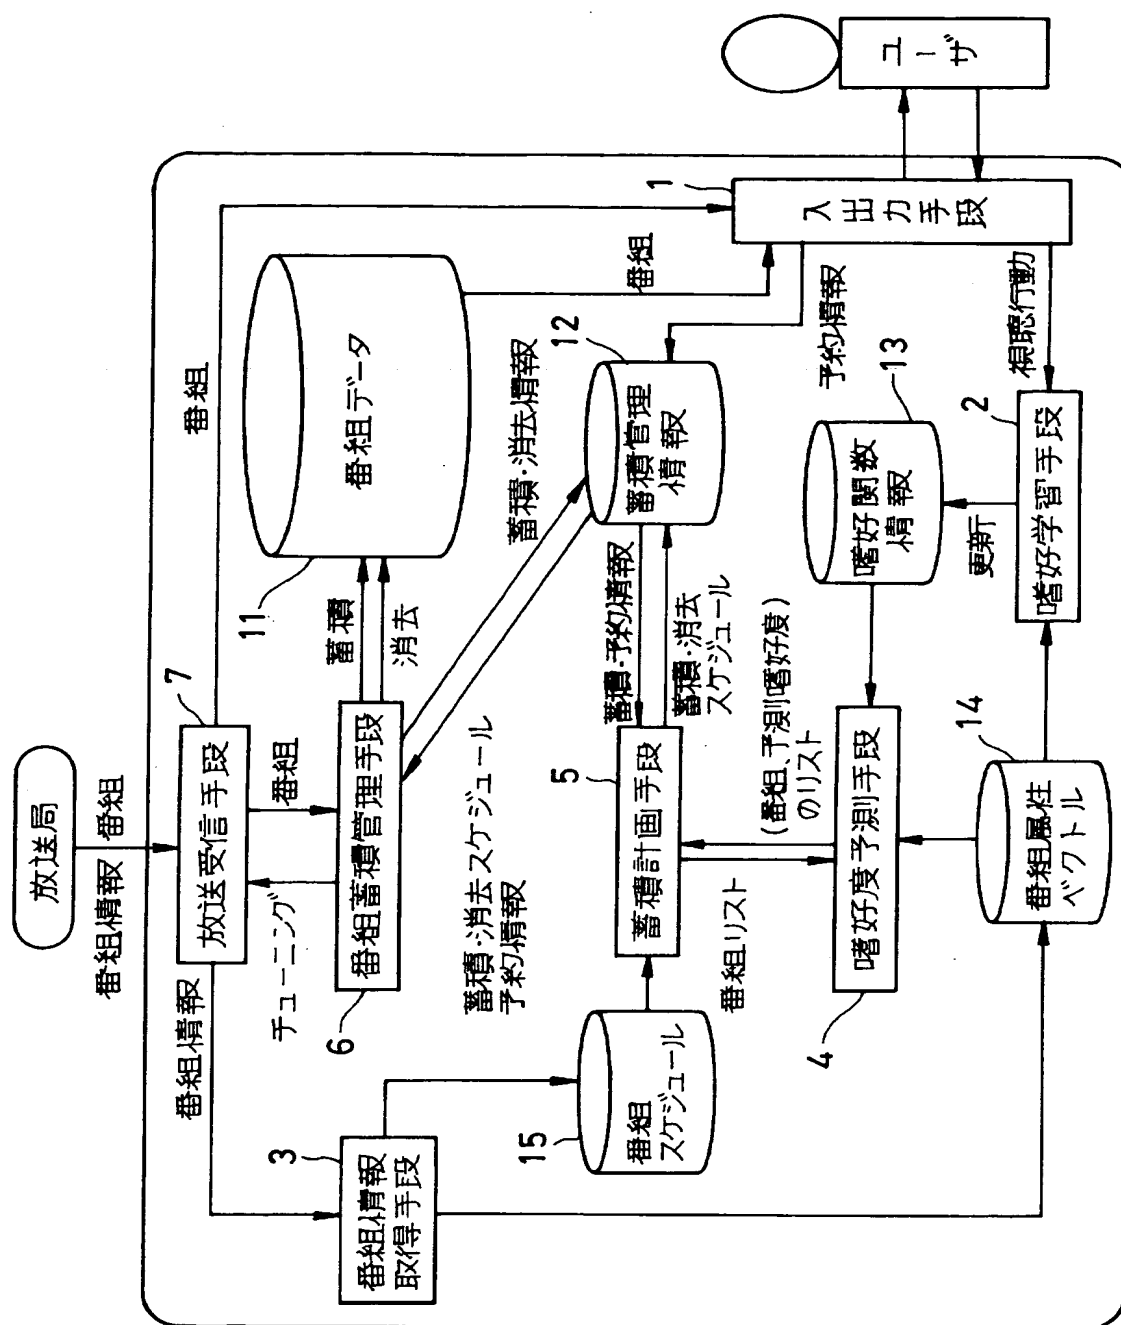 放送局
番組情報
番組
7
放送受信手段
番組
番組情報
チューニング
番組
6
番組蓄積管理手段
蓄積
消去
11
番組データ
番組
3
番組情報
取得手段
蓄積・消去スケジュール
予約情報
蓄積・消去情報
12
蓄積管理
情報
15
番組
スケジュール
5
蓄積計画手段
蓄積・予約情報
蓄積・消去
スケジュール
予約情報
番組リスト
(番組、予測嗜好度)
のリスト
4
嗜好度予測手段
13
嗜好関数
情報
更新
2
嗜好学習手段
視聴行動
14
番組属性
ベクトル
1
入出力手段
ユーザ